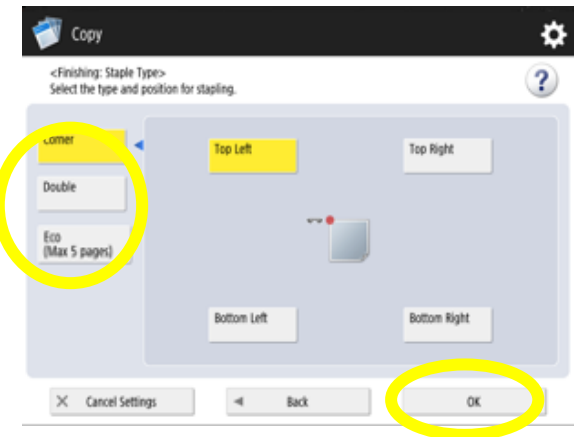 Copy
<Finishing: Staple Type>
Select the type and position for stapling.
?
Corner
Top Left
Top Right
Double
Eco
(Max 5 pages)
Bottom Left
Bottom Right
Cancel Settings
Back
OK